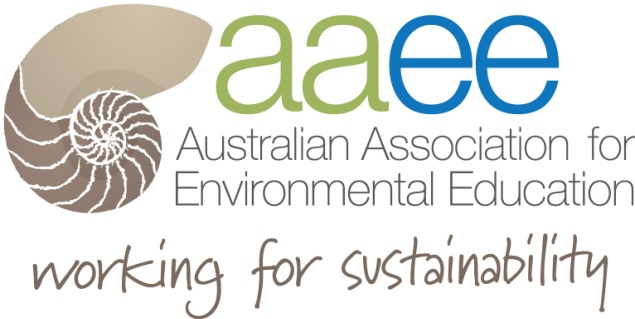 aaee
Australian Association for
Environmental Education
working for sustainability